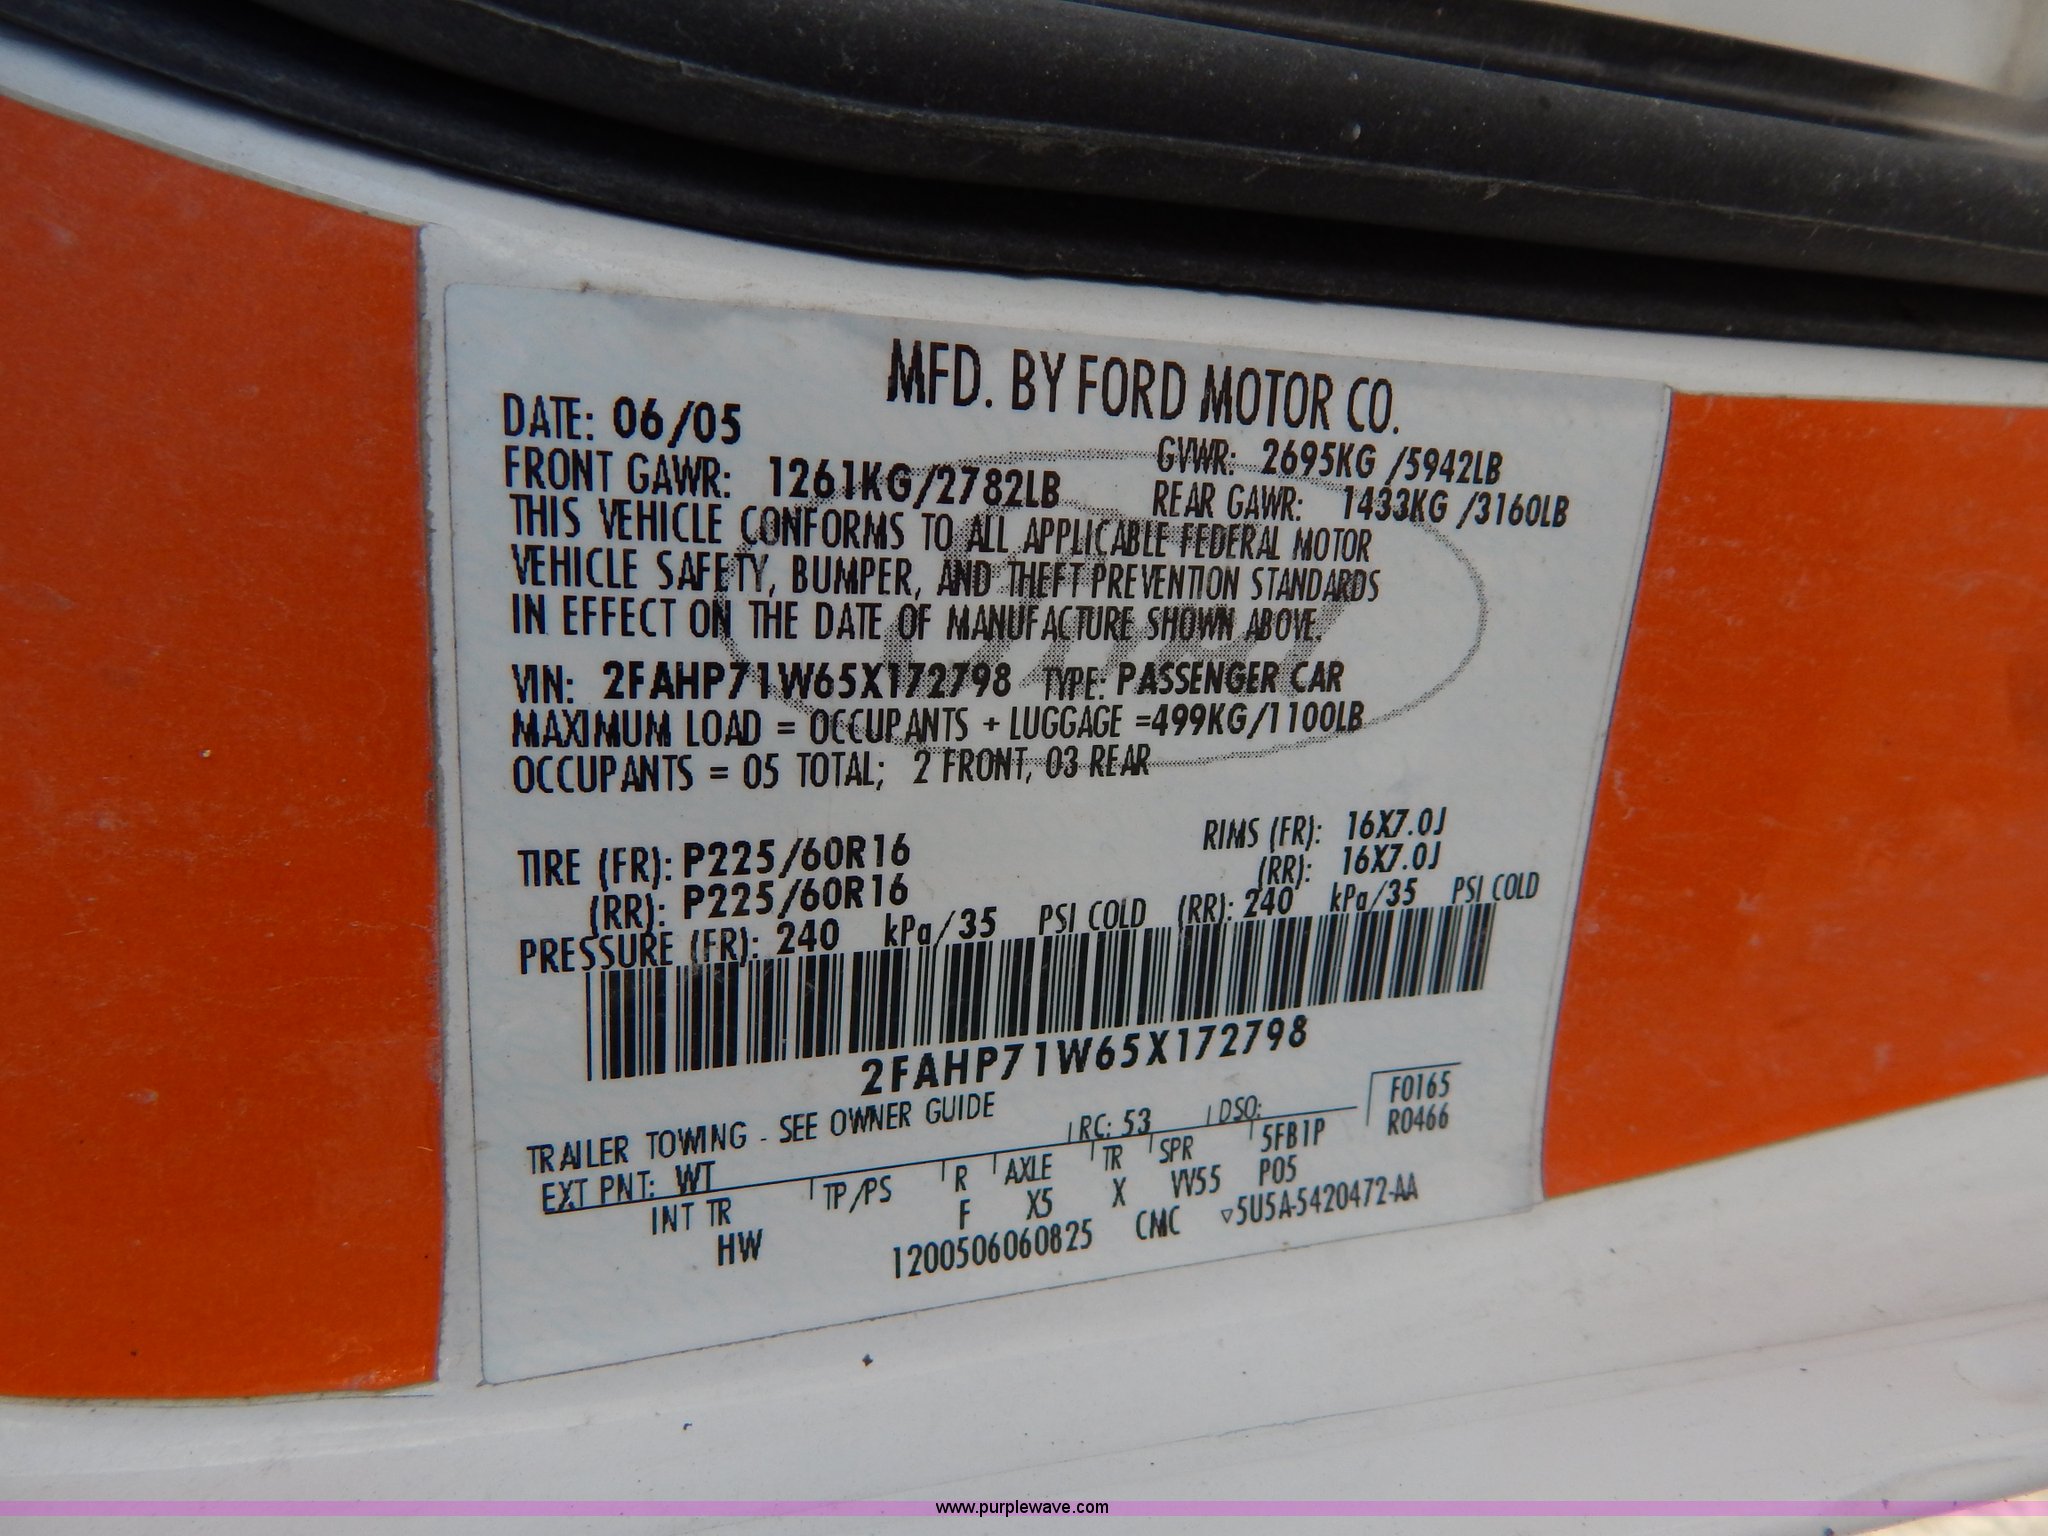 MFD. BY FORD MOTOR CO.
DATE: 06/05
GVWR: 2695KG /5942LB
FRONT GAWR: 1261KG/2782LB
REAR GAWR: 1433KG /3160LB
THIS VEHICLE CONFORMS TO ALL APPLICABLE FEDERAL MOTOR
VEHICLE SAFETY, BUMPER, AND THEFT PREVENTION STANDARDS
IN EFFECT ON THE DATE OF MANUFACTURE SHOWN ABOVE.
VIN: 2FAHP71W65X172798 TYPE: PASSENGER CAR
MAXIMUM LOAD = OCCUPANTS + LUGGAGE =499KG/1100LB
OCCUPANTS = 05 TOTAL; 2 FRONT, 03 REAR
TIRE (FR): P225/60R16 RIMS (FR): 16X7.0J
(RR): P225/60R16 (RR): 16X7.0J
PRESSURE (FR): 240 kPa/35 PSI COLD (RR): 240 kPa/35 PSI COLD
2FAHP71W65X172798
TRAILER TOWING - SEE OWNER GUIDE
F0165
R0466
EXT PNT: WT RC: 53 DSO:
INT TR TP/PS R AXLE TR SPR 5FB1P
HW F X5 X VV55 P05
1200506060825 CMC ▽5U5A-5420472-AA
www.purplewave.com